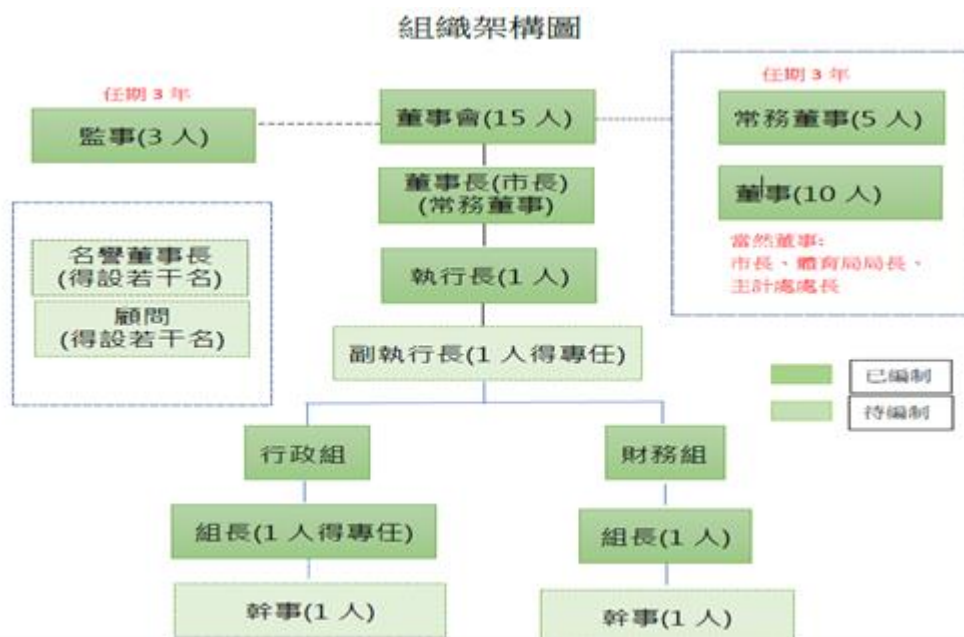 組織架構圖
任期 3 年
監事(3 人)
董事會(15 人)
任期 3 年
常務董事(5 人)
董事(10 人)
當然董事:
市長、體育局局長、
主計處處長
董事長(市長)
(常務董事)
名譽董事長
(得設若干名)
顧問
(得設若干名)
執行長(1 人)
副執行長(1 人得專任)
已編制
待編制
行政組
財務組
組長(1 人得專任)
組長(1 人)
幹事(1 人)
幹事(1 人)